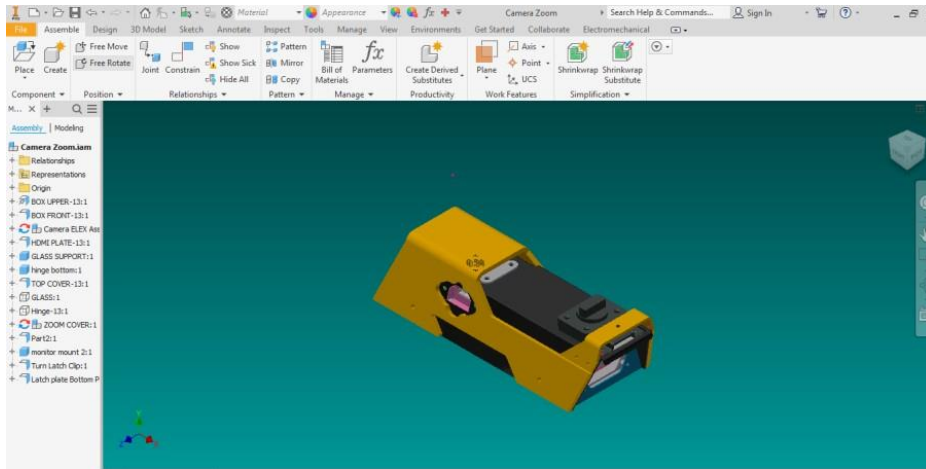 Material
Appearance
fx
Camera Zoom
Search Help & Commands...
Sign In
File Assemble Design 3D Model Sketch Annotate Inspect Tools Manage View Environments Get Started Collaborate Electromechanical
Place
Create
Free Move
Free Rotate
Joint
Constrain
Show
Show Sick
Hide All
Pattern
Mirror
Copy
Bill of Materials
fx
Parameters
Create Derived Substitutes
Plane
Axis
Point
UCS
Shrinkwrap
Shrinkwrap Substitute
Component Position Relationships Pattern Manage Productivity Work Features Simplification
M... X +
Assembly | Modeling
Camera Zoom.iam
Relationships
Representations
Origin
BOX UPPER-13:1
BOX FRONT-13:1
Camera ELEX Ass
HDMI PLATE-13:1
GLASS SUPPORT:1
hinge bottom:1
TOP COVER-13:1
GLASS:1
Hinge-13:1
ZOOM COVER:1
Part2:1
monitor mount 2:1
Turn Latch Clip:1
Latch plate Bottom P